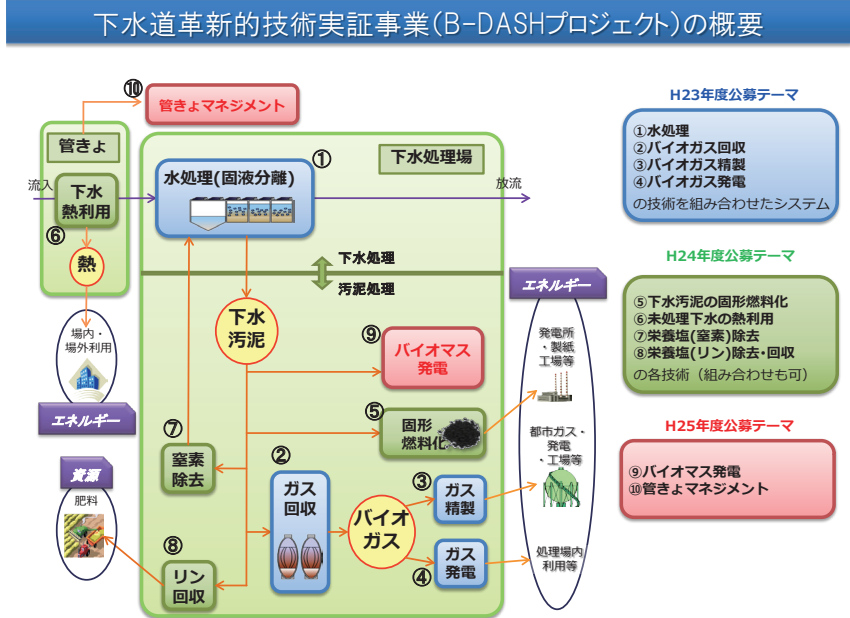 下水道革新的技術実証事業(B-DASHプロジェクト)の概要
⑩
管きょマネジメント
管きょ
流入
下水
熱利用
⑥
熱
場内・
場外利用
エネルギー
下水処理場
①
水処理(固液分離)
放流
下水処理
汚泥処理
下水
汚泥
⑨
バイオマス
発電
⑤
固形
燃料化
⑦
窒素
除去
②
ガス
回収
バイオ
ガス
③
ガス
精製
④
ガス
発電
⑧
リン
回収
資源
肥料
エネルギー
発電所
・製紙
工場等
都市ガス・
発電
・工場等
処理場内
利用等
H23年度公募テーマ
①水処理
②バイオガス回収
③バイオガス精製
④バイオガス発電
の技術を組み合わせたシステム
H24年度公募テーマ
⑤下水汚泥の固形燃料化
⑥未処理下水の熱利用
⑦栄養塩(窒素)除去
⑧栄養塩(リン)除去・回収
の各技術（組み合わせも可）
H25年度公募テーマ
⑨バイオマス発電
⑩管きょマネジメント